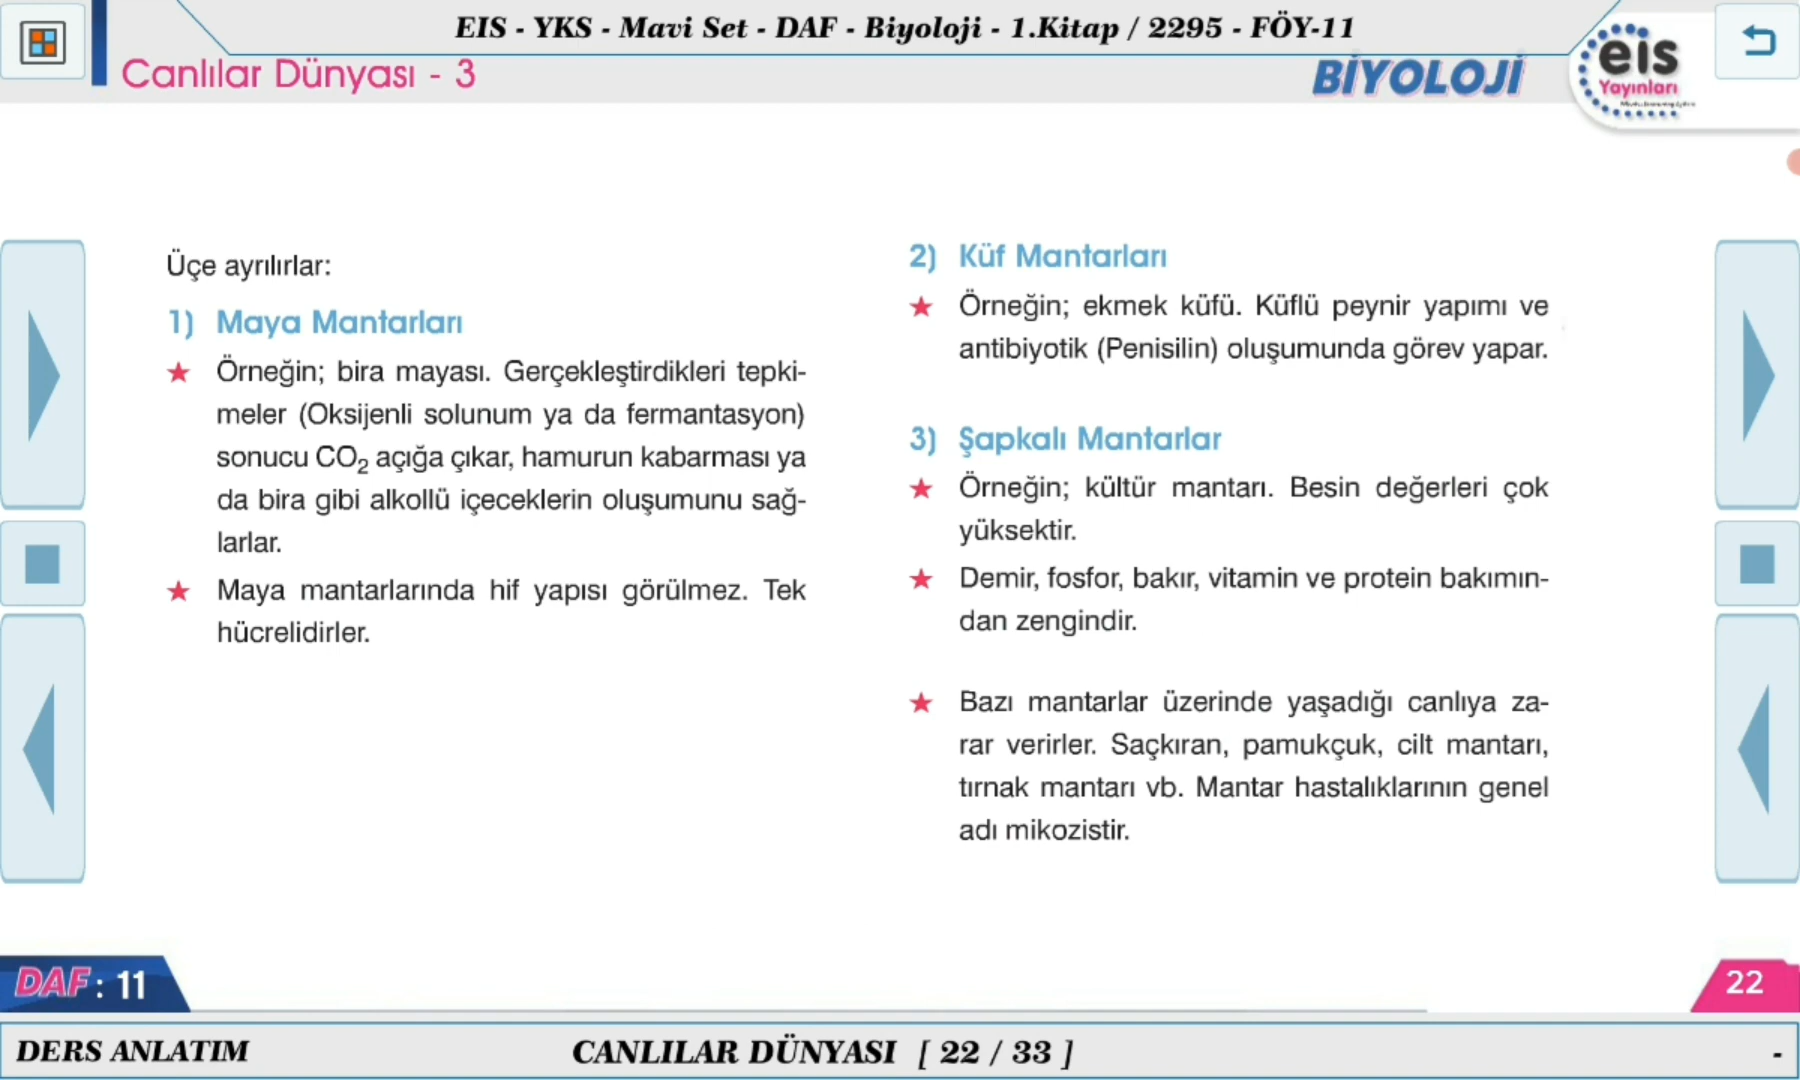 EIS - YKS - Mavi Set - DAF - Biyoloji - 1.Kitap / 2295 - FÖY-11
Canlılar Dünyası - 3
BİYOLOJİ
eis
Yayınları
Üçe ayrılırlar:
1) Maya Mantarları
★ Örneğin; bira mayası. Gerçekleştirdikleri tepki-
meler (Oksijenli solunum ya da fermantasyon)
sonucu CO₂ açığa çıkar, hamurun kabarması ya
da bira gibi alkollü içeceklerin oluşumunu sağ-
larlar.
★ Maya mantarlarında hif yapısı görülmez. Tek
hücrelidirler.
2) Küf Mantarları
★ Örneğin; ekmek küfü. Küflü peynir yapımı ve
antibiyotik (Penisilin) oluşumunda görev yapar.
3) Şapkalı Mantarlar
★ Örneğin; kültür mantarı. Besin değerleri çok
yüksektir.
★ Demir, fosfor, bakır, vitamin ve protein bakımın-
dan zengindir.
★ Bazı mantarlar üzerinde yaşadığı canlıya za-
rar verirler. Saçkıran, pamukçuk, cilt mantarı,
tırnak mantarı vb. Mantar hastalıklarının genel
adı mikozistir.
DAF : 11
22
DERS ANLATIM
CANLILAR DÜNYASI [ 22 / 33 ]
-